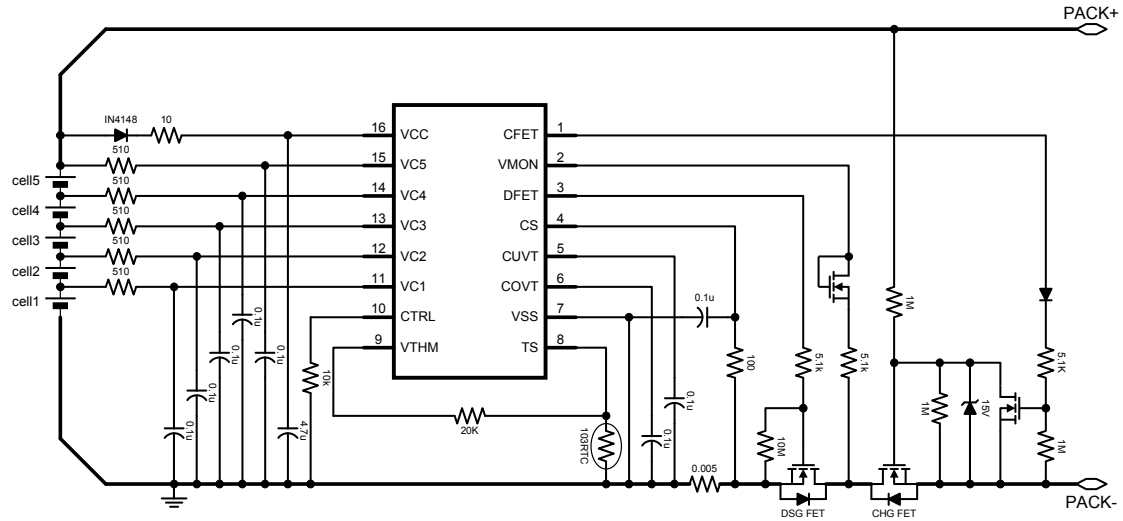 PACK+
IN4148
10
16 VCC CFET 1
510
15 VC5 VMON 2
cell5
510
14 VC4 DFET 3
cell4
510
13 VC3 CS 4
cell3
510
12 VC2 CUVT 5
cell2
510
11 VC1 COVT 6
cell1
10 CTRL VSS 7
9 VTHM TS 8
0.1u
0.1u
0.1u
0.1u
0.1u
4.7u
10k
20K
103RTC
0.1u
0.1u
0.1u
100
0.005
5.1k
10M
5.1k
DSG FET
1M
CHG FET
1M
15V
5.1K
1M
PACK-